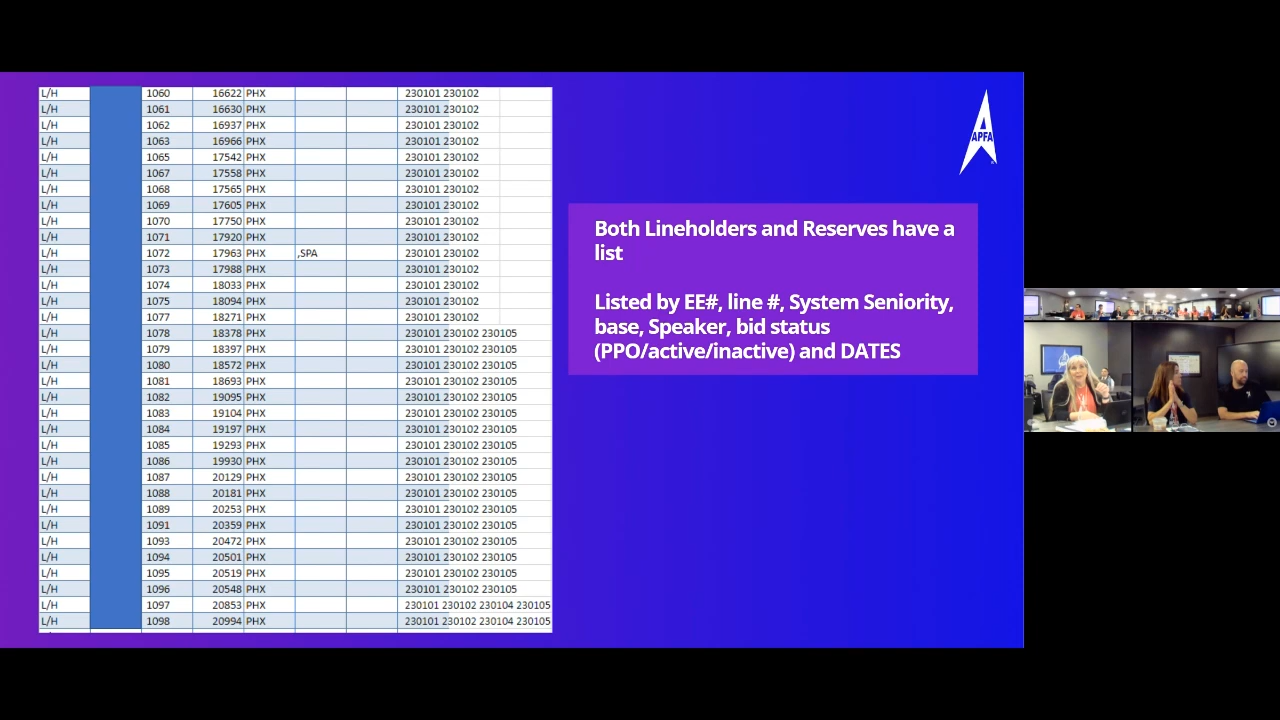 L/H 1060 16622 PHX 230101 230102
L/H 1061 16630 PHX 230101 230102
L/H 1062 16937 PHX 230101 230102
L/H 1063 16966 PHX 230101 230102
L/H 1065 17542 PHX 230101 230102
L/H 1067 17558 PHX 230101 230102
L/H 1068 17565 PHX 230101 230102
L/H 1069 17605 PHX 230101 230102
L/H 1070 17750 PHX 230101 230102
L/H 1071 17920 PHX 230101 230102
L/H 1072 17963 PHX ,SPA 230101 230102
L/H 1073 17988 PHX 230101 230102
L/H 1074 18033 PHX 230101 230102
L/H 1075 18094 PHX 230101 230102
L/H 1077 18271 PHX 230101 230102
L/H 1078 18378 PHX 230101 230102 230105
L/H 1079 18397 PHX 230101 230102 230105
L/H 1080 18572 PHX 230101 230102 230105
L/H 1081 18693 PHX 230101 230102 230105
L/H 1082 19095 PHX 230101 230102 230105
L/H 1083 19104 PHX 230101 230102 230105
L/H 1084 19197 PHX 230101 230102 230105
L/H 1085 19293 PHX 230101 230102 230105
L/H 1086 19930 PHX 230101 230102 230105
L/H 1087 20129 PHX 230101 230102 230105
L/H 1088 20181 PHX 230101 230102 230105
L/H 1089 20253 PHX 230101 230102 230105
L/H 1091 20359 PHX 230101 230102 230105
L/H 1093 20472 PHX 230101 230102 230105
L/H 1094 20501 PHX 230101 230102 230105
L/H 1095 20519 PHX 230101 230102 230105
L/H 1096 20548 PHX 230101 230102 230105
L/H 1097 20853 PHX 230101 230102 230104 230105
L/H 1098 20994 PHX 230101 230102 230104 230105
APFA
Both Lineholders and Reserves have a
list
Listed by EE#, line #, System Seniority,
base, Speaker, bid status
(PPO/active/inactive) and DATES